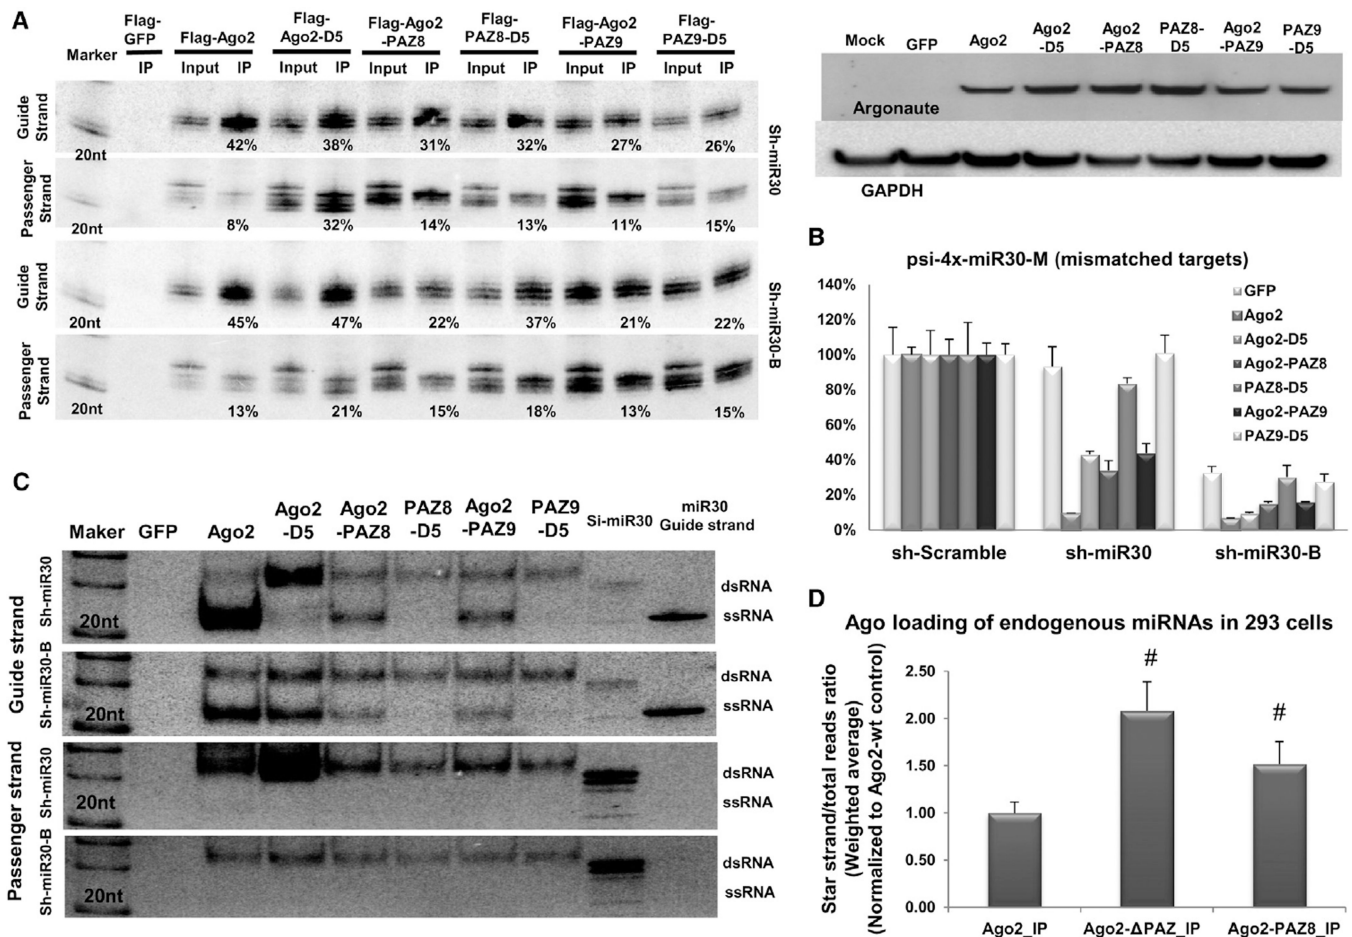 A
Marker
Flag-
GFP
Flag-Ago2
Flag-
Ago2-D5
Flag-Ago2
-PAZ8
Flag-
PAZ8-D5
Flag-Ago2
-PAZ9
Flag-
PAZ9-D5
IP Input IP Input IP Input IP Input IP Input IP Input IP
Guide
Strand
20nt
42% 38% 31% 32% 27% 26%
Passenger
Strand
20nt
8% 32% 14% 13% 11% 15%
Sh-miR30
Guide
Strand
20nt
45% 47% 22% 37% 21% 22%
Passenger
Strand
20nt
13% 21% 15% 18% 13% 15%
Sh-miR30-B
Mock GFP Ago2
Ago2
-D5
Ago2
-PAZ8
PAZ8-
D5
Ago2
-PAZ9
PAZ9
-D5
Argonaute
GAPDH
B
psi-4x-miR30-M (mismatched targets)
140%
120%
100%
80%
60%
40%
20%
0%
GFP
Ago2
Ago2-D5
Ago2-PAZ8
PAZ8-D5
Ago2-PAZ9
PAZ9-D5
sh-Scramble sh-miR30 sh-miR30-B
C
Maker GFP Ago2
Ago2
-D5
Ago2
-PAZ8
PAZ8
-D5
Ago2
-PAZ9
PAZ9
-D5
Si-miR30
miR30
Guide strand
Guide strand
Sh-miR30
20nt
dsRNA
ssRNA
Sh-miR30-B
20nt
dsRNA
ssRNA
Passenger strand
Sh-miR30
20nt
dsRNA
ssRNA
Sh-miR30-B
20nt
dsRNA
ssRNA
D
Ago loading of endogenous miRNAs in 293 cells
Star strand/total reads ratio
(Weighted average)
(Normalized to Ago2-wt control)
2.50
2.00
1.50
1.00
0.50
0.00
#
#
Ago2_IP Ago2-ΔPAZ_IP Ago2-PAZ8_IP